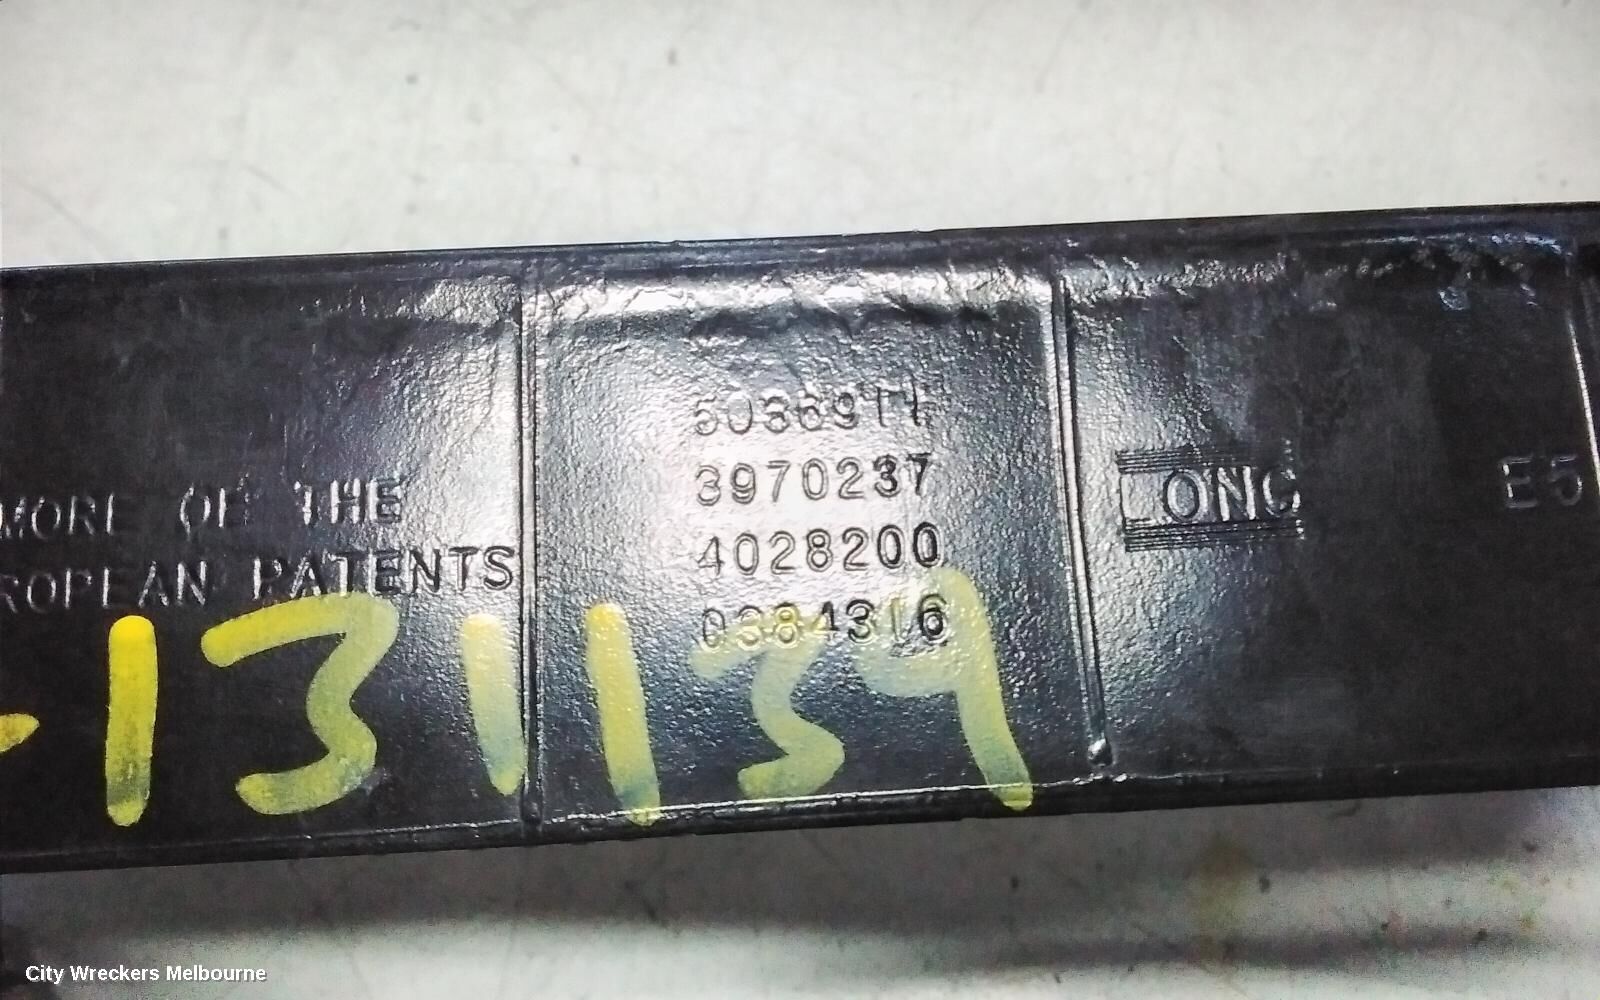 MORE OF THE
ROPEAN PATENTS
5036911
3970237
4028200
0384316
LONG
E5
-131139
City Wreckers Melbourne